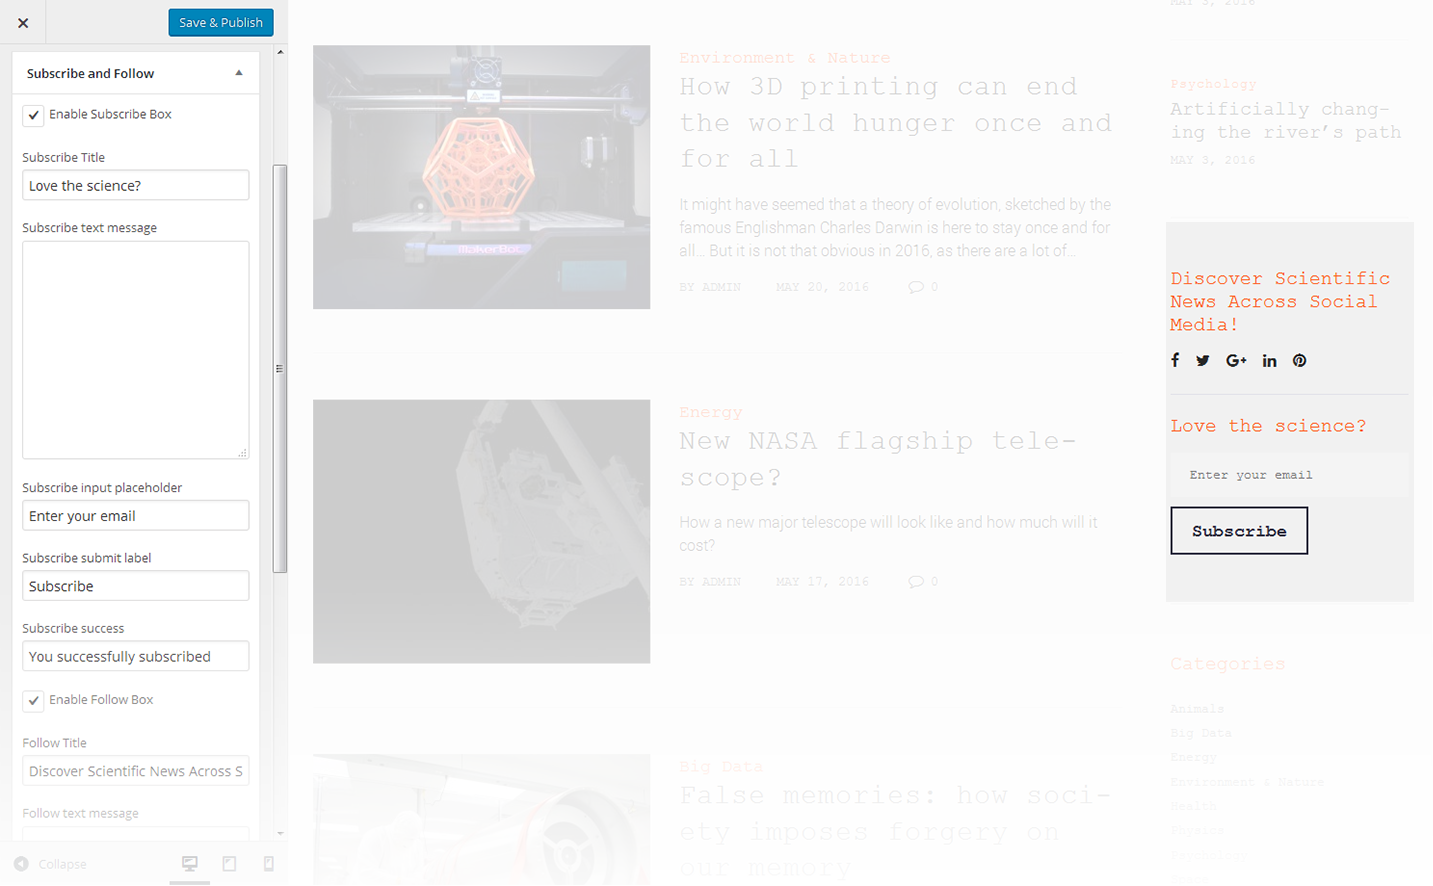 Save & Publish
Subscribe and Follow
Enable Subscribe Box
Subscribe Title
Love the science?
Subscribe text message
Subscribe input placeholder
Enter your email
Subscribe submit label
Subscribe
Subscribe success
You successfully subscribed
Enable Follow Box
Follow Title
Discover Scientific News Across S
Follow text message
Collapse
Environment & Nature
How 3D printing can end
the world hunger once and
for all
It might have seemed that a theory of evolution, sketched by the
famous Englishman Charles Darwin is here to stay once and for
all... But it is not that obvious in 2016, as there are a lot of...
BY ADMIN MAY 20, 2016 0
Energy
New NASA flagship tele-
scope?
How a new major telescope will look like and how much will it
cost?
BY ADMIN MAY 17, 2016 0
Big Data
False memories: how soci-
ety imposes forgery on
our memory
MAY 3, 2016
Psychology
Artificially chang-
ing the river's path
MAY 3, 2016
Discover Scientific
News Across Social
Media!
Love the science?
Enter your email
Subscribe
Categories
Animals
Big Data
Energy
Environment & Nature
Health
Physics
Psychology